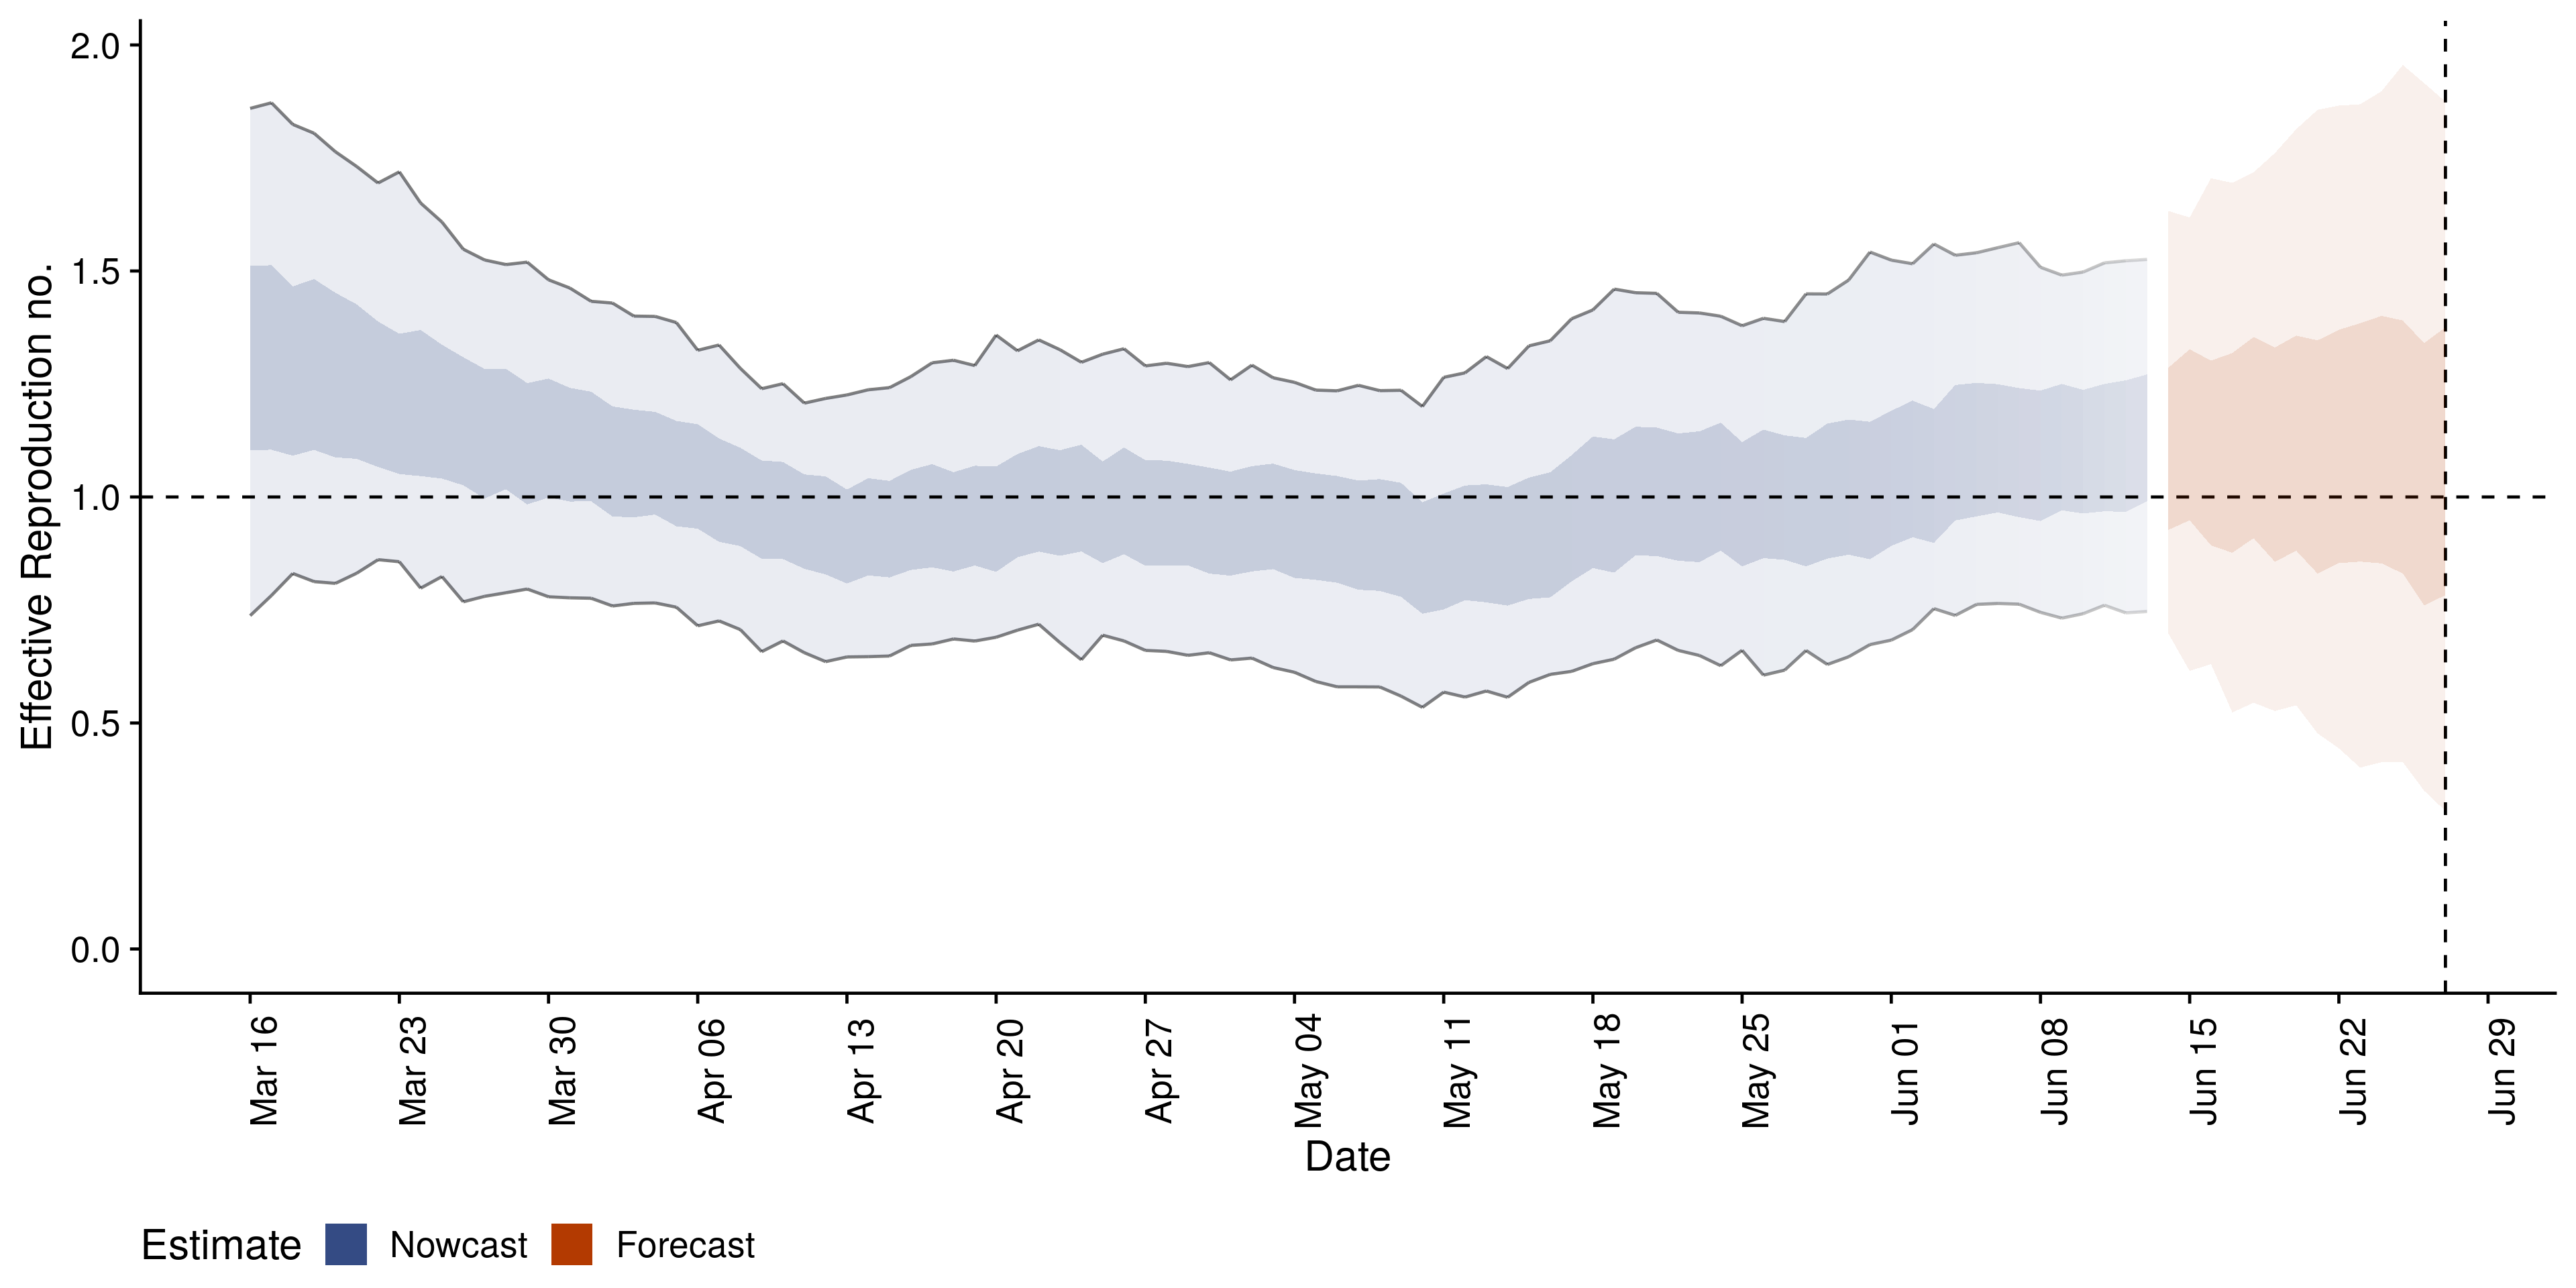 Effective Reproduction no.
2.0
1.5
1.0
0.5
0.0
Mar 16
Mar 23
Mar 30
Apr 06
Apr 13
Apr 20
Apr 27
May 04
May 11
May 18
May 25
Jun 01
Jun 08
Jun 15
Jun 22
Jun 29
Date
Estimate Nowcast Forecast